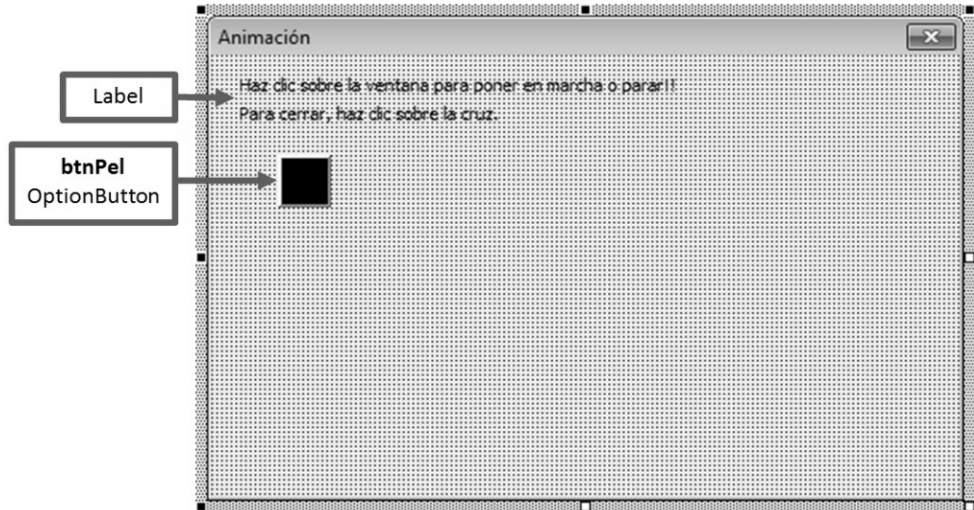 Animación
Haz clic sobre la ventana para poner en marcha o parar!!
Para cerrar, haz clic sobre la cruz.
Label
btnPel
OptionButton